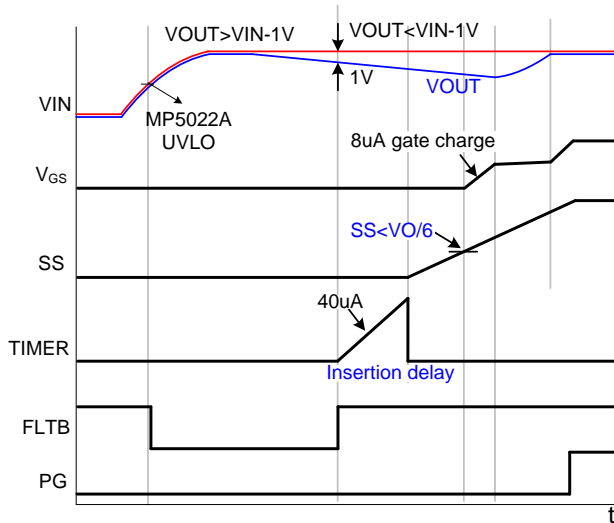 VOUT>VIN-1V
VOUT<VIN-1V
1V
VOUT
VIN
MP5022A
UVLO
8uA gate charge
VGS
SS<VO/6
SS
40uA
TIMER
Insertion delay
FLTB
PG
t